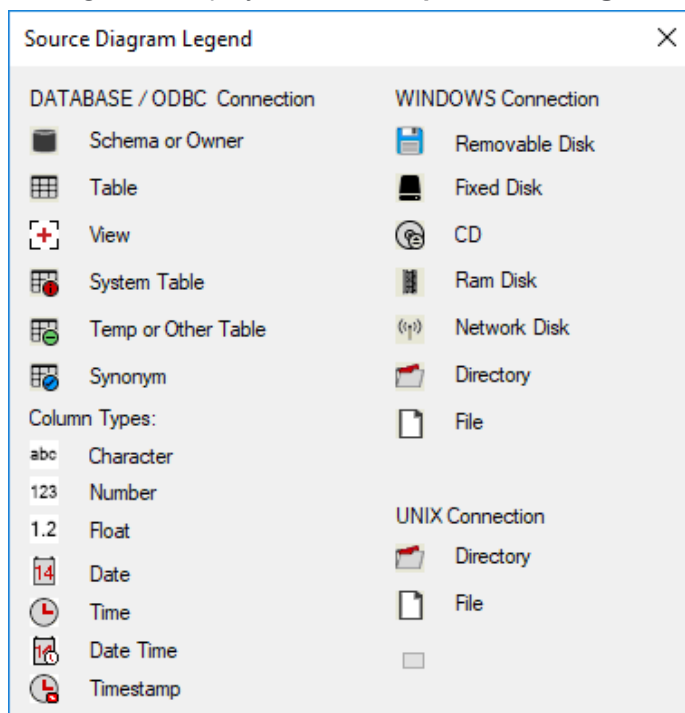 Source Diagram Legend
DATABASE / ODBC Connection
Schema or Owner
Table
View
System Table
Temp or Other Table
Synonym
Column Types:
abc Character
123 Number
1.2 Float
14 Date
Time
14 Date Time
Timestamp
WINDOWS Connection
Removable Disk
Fixed Disk
CD
Ram Disk
Network Disk
Directory
File
UNIX Connection
Directory
File